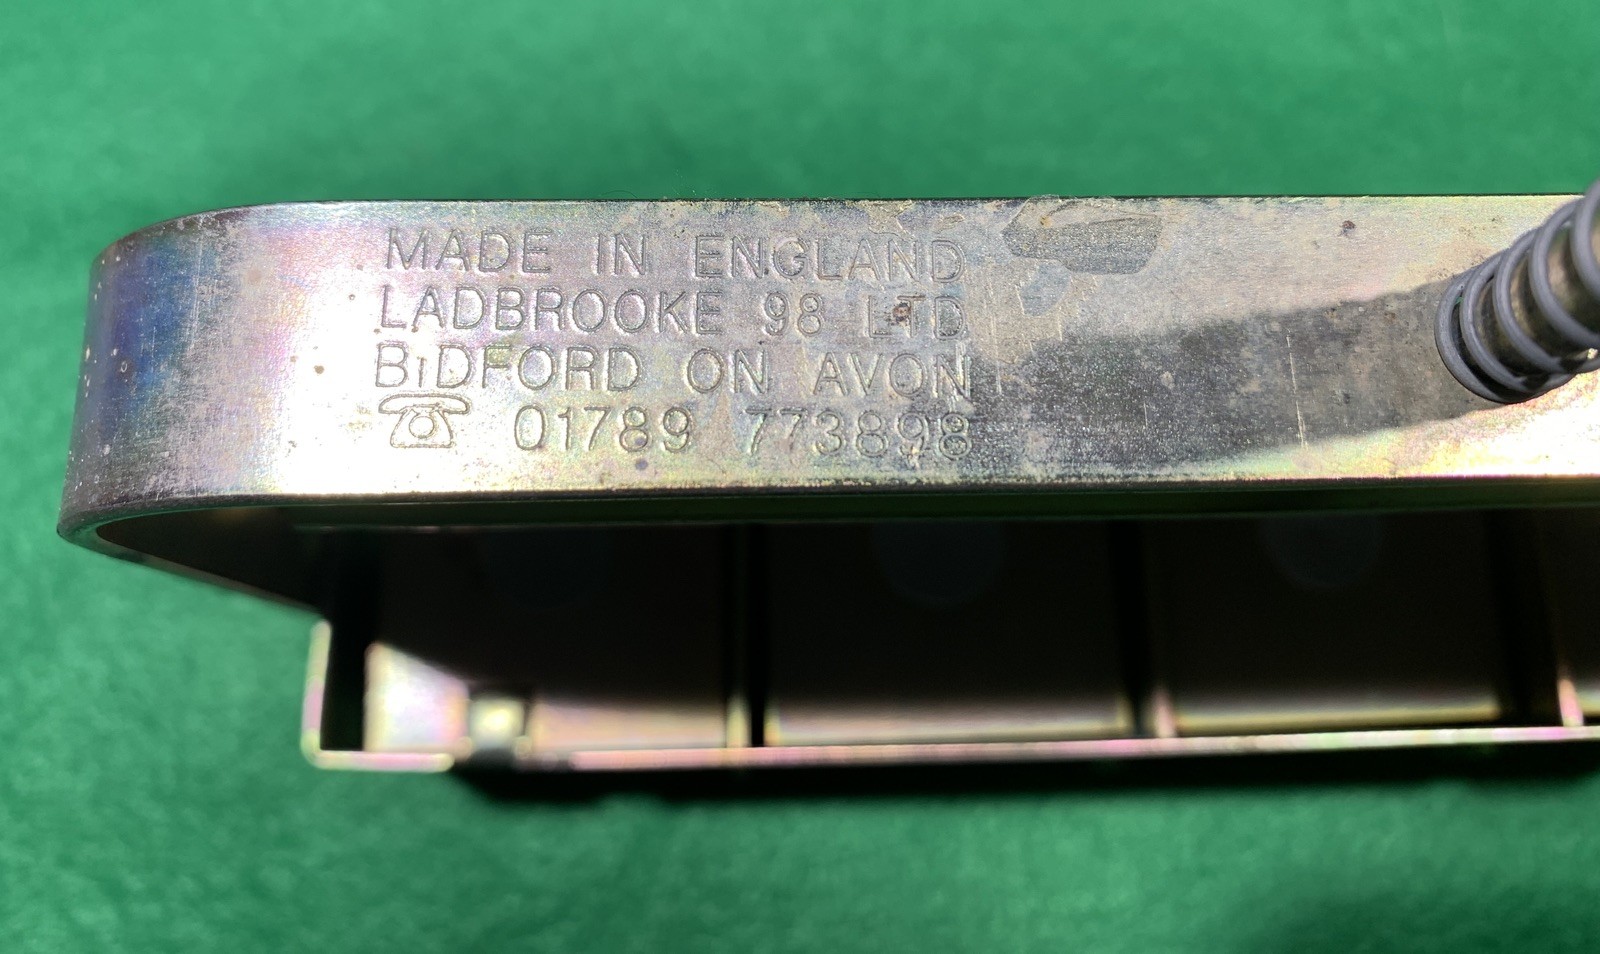 MADE IN ENGLAND
LADBROOKE 98 LTD
BiDFORD ON AVON
☎ 01789 773898